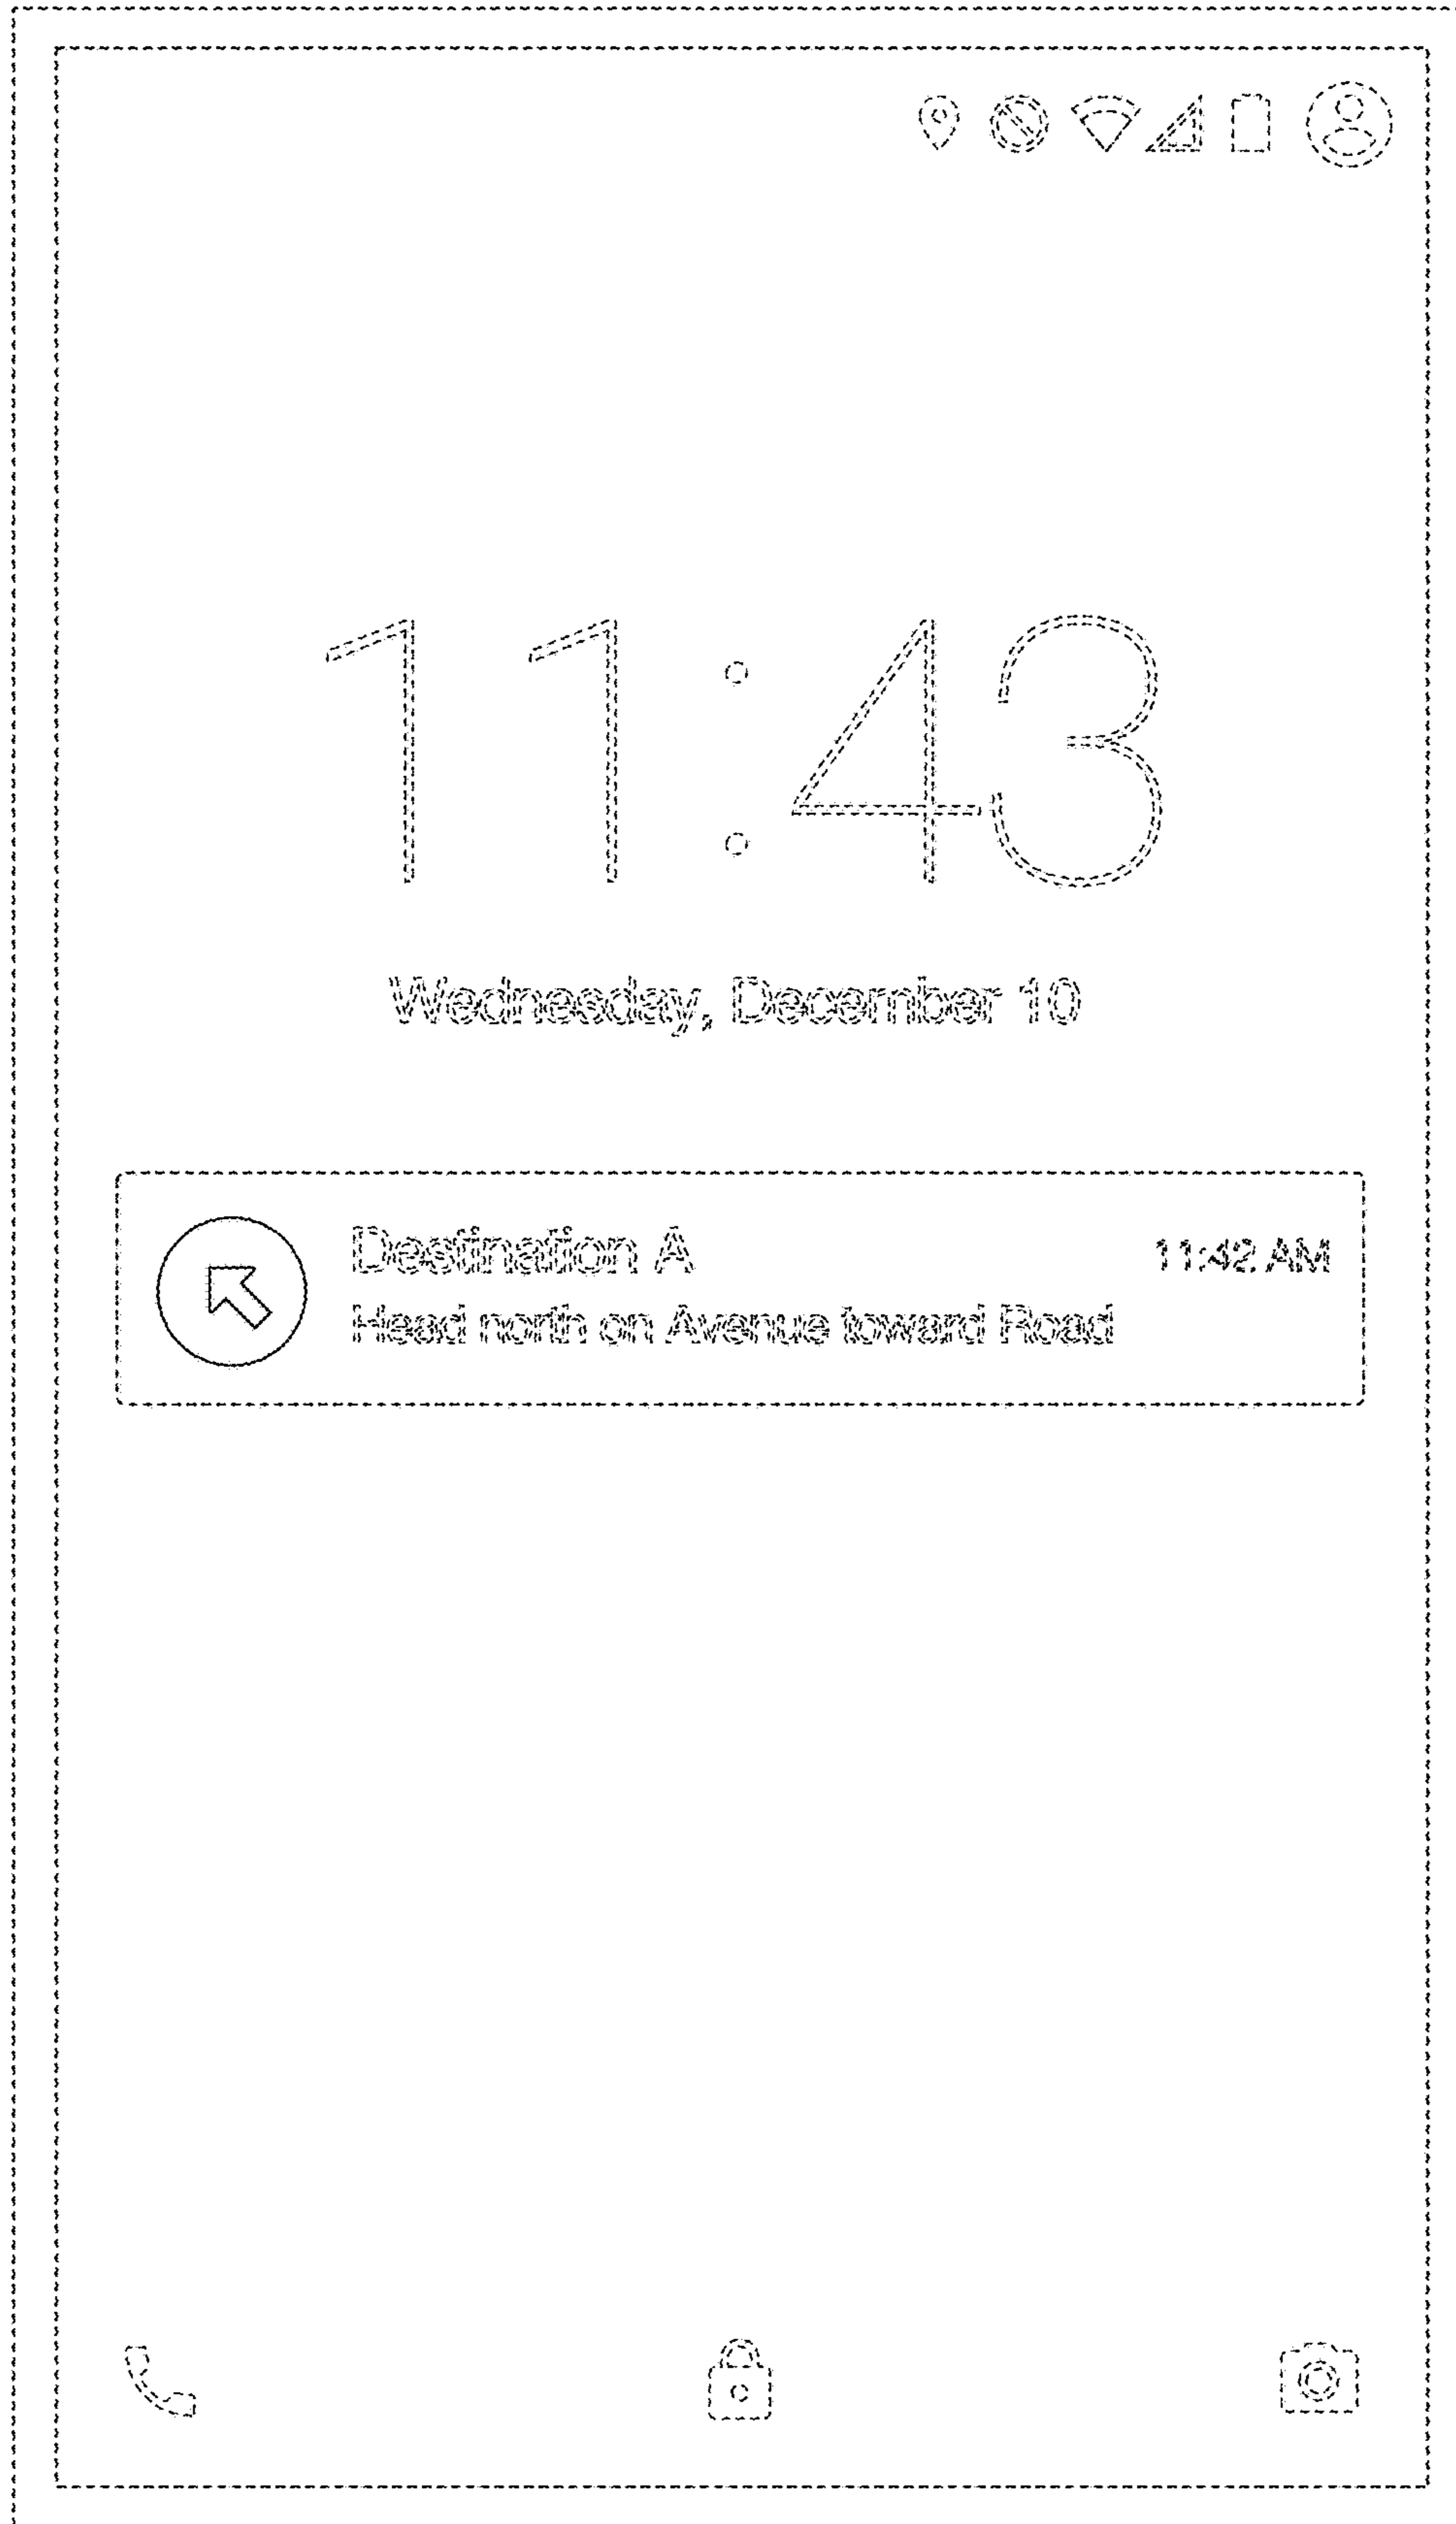 11:43
Wednesday, December 10
Destination A 11:42 AM
Head north on Avenue toward Road